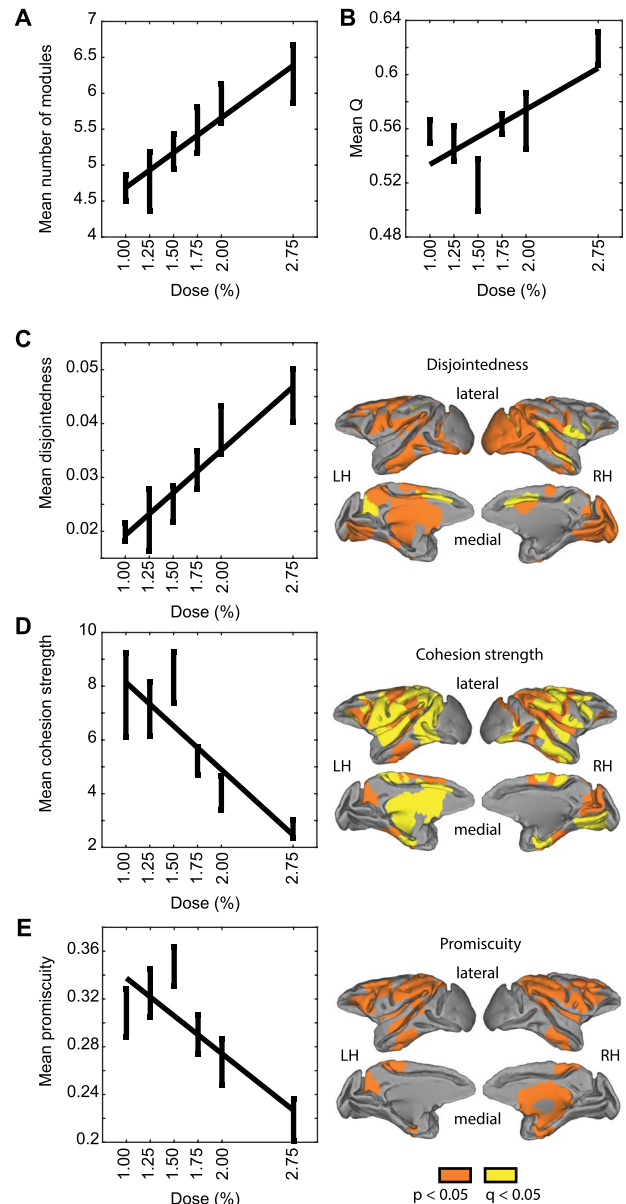 A
Mean number of modules
7
6.5
6
5.5
5
4.5
4
1.00
1.25
1.50
1.75
2.00
2.75
Dose (%)
B
Mean Q
0.64
0.6
0.56
0.52
0.48
1.00
1.25
1.50
1.75
2.00
2.75
Dose (%)
C
Mean disjointedness
0.05
0.04
0.03
0.02
1.00
1.25
1.50
1.75
2.00
2.75
Dose (%)
Disjointedness
lateral
LH
RH
medial
D
Mean cohesion strength
10
8
6
4
2
1.00
1.25
1.50
1.75
2.00
2.75
Dose (%)
Cohesion strength
lateral
LH
RH
medial
E
Mean promiscuity
0.36
0.32
0.28
0.24
0.2
1.00
1.25
1.50
1.75
2.00
2.75
Dose (%)
Promiscuity
lateral
LH
RH
medial
p < 0.05
q < 0.05